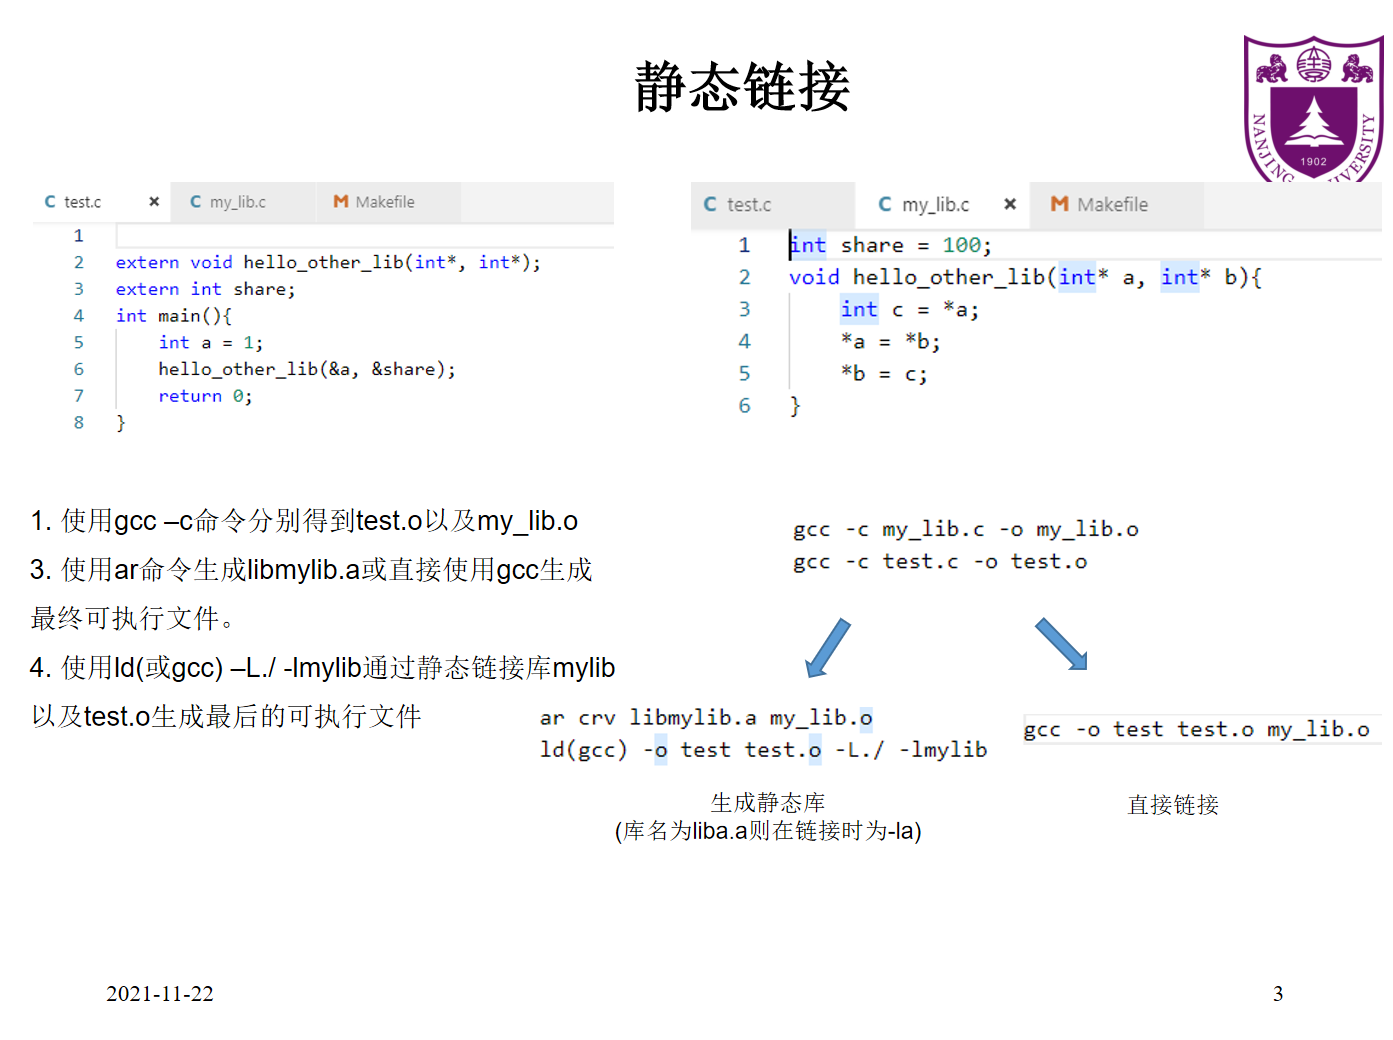 静态链接
NANJING UNIVERSITY
1902
test.c
my_lib.c
Makefile
1
2 extern void hello_other_lib(int*, int*);
3 extern int share;
4 int main(){
5 int a = 1;
6 hello_other_lib(&a, &share);
7 return 0;
8 }
test.c
my_lib.c
Makefile
1 int share = 100;
2 void hello_other_lib(int* a, int* b){
3 int c = *a;
4 *a = *b;
5 *b = c;
6 }
1. 使用gcc –c命令分别得到test.o以及my_lib.o
3. 使用ar命令生成libmylib.a或直接使用gcc生成
最终可执行文件。
4. 使用ld(或gcc) –L./ -lmylib通过静态链接库mylib
以及test.o生成最后的可执行文件
gcc -c my_lib.c -o my_lib.o
gcc -c test.c -o test.o
ar crv libmylib.a my_lib.o
ld(gcc) -o test test.o -L./ -lmylib
生成静态库
(库名为liba.a则在链接时为-la)
gcc -o test test.o my_lib.o
直接链接
2021-11-22
3